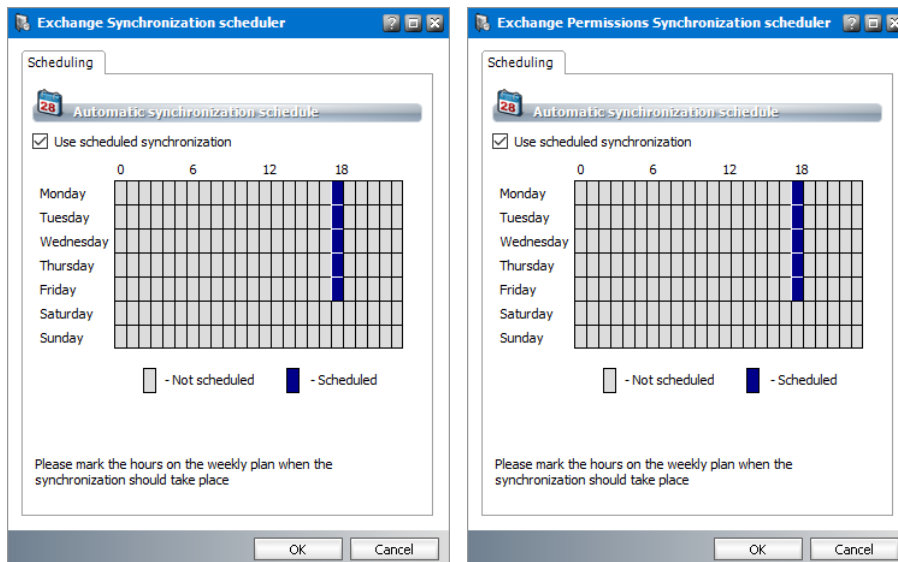 Exchange Synchronization scheduler
Scheduling
28
Automatic synchronization schedule
Use scheduled synchronization
0 6 12 18
Monday
Tuesday
Wednesday
Thursday
Friday
Saturday
Sunday
- Not scheduled - Scheduled
Please mark the hours on the weekly plan when the
synchronization should take place
OK Cancel
Exchange Permissions Synchronization scheduler
Scheduling
28
Automatic synchronization schedule
Use scheduled synchronization
0 6 12 18
Monday
Tuesday
Wednesday
Thursday
Friday
Saturday
Sunday
- Not scheduled - Scheduled
Please mark the hours on the weekly plan when the
synchronization should take place
OK Cancel